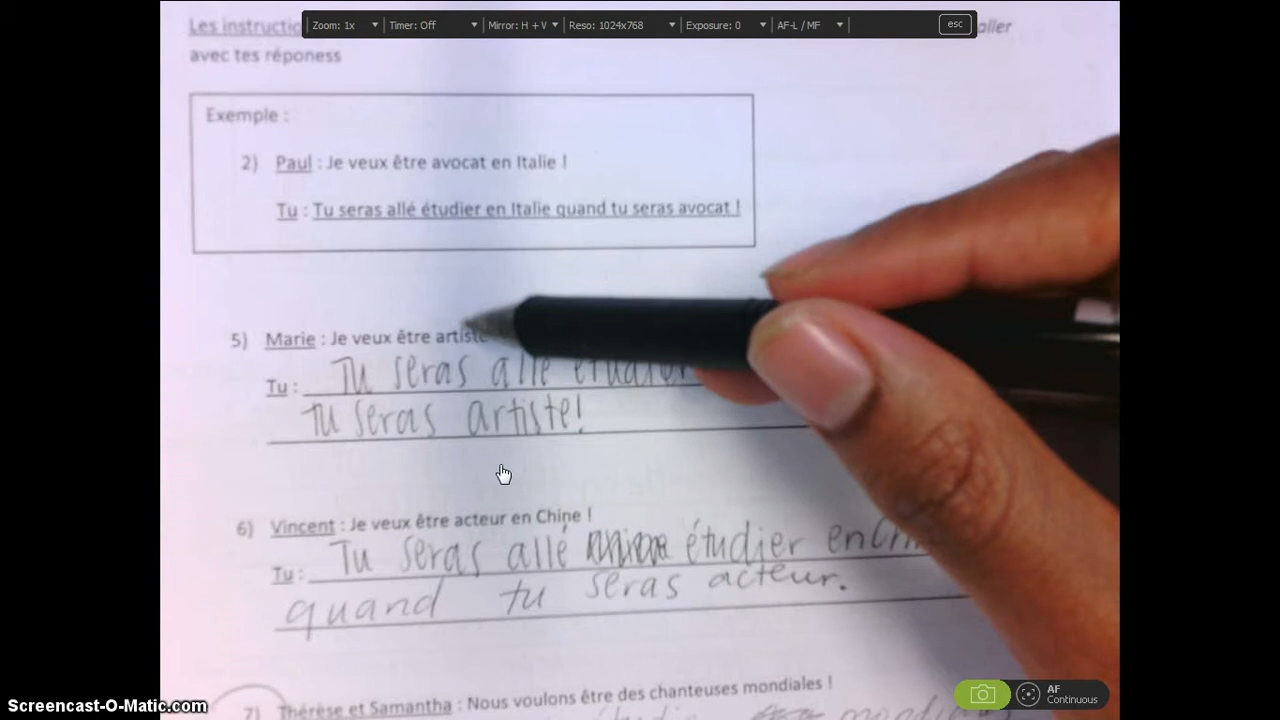 Zoom: 1x Timer: Off Mirror: H + V Reso: 1024x768 Exposure: 0 AF-L / MF esc
Les aller
avec tes réponess
Exemple :
2) Paul : Je veux être avocat en Italie !
Tu : Tu seras allé étudier en Italie quand tu seras avocat !
5) Marie : Je veux être artiste
Tu : Tu seras allé étudier
Tu seras artiste!
6) Vincent : Je veux être acteur en Chine !
Tu : Tu seras allé étudier en
quand tu seras acteur.
7) Thérèse et Samantha : Nous voulons être des chanteuses mondiales !
AF
Continuous
Screencast-O-Matic.com